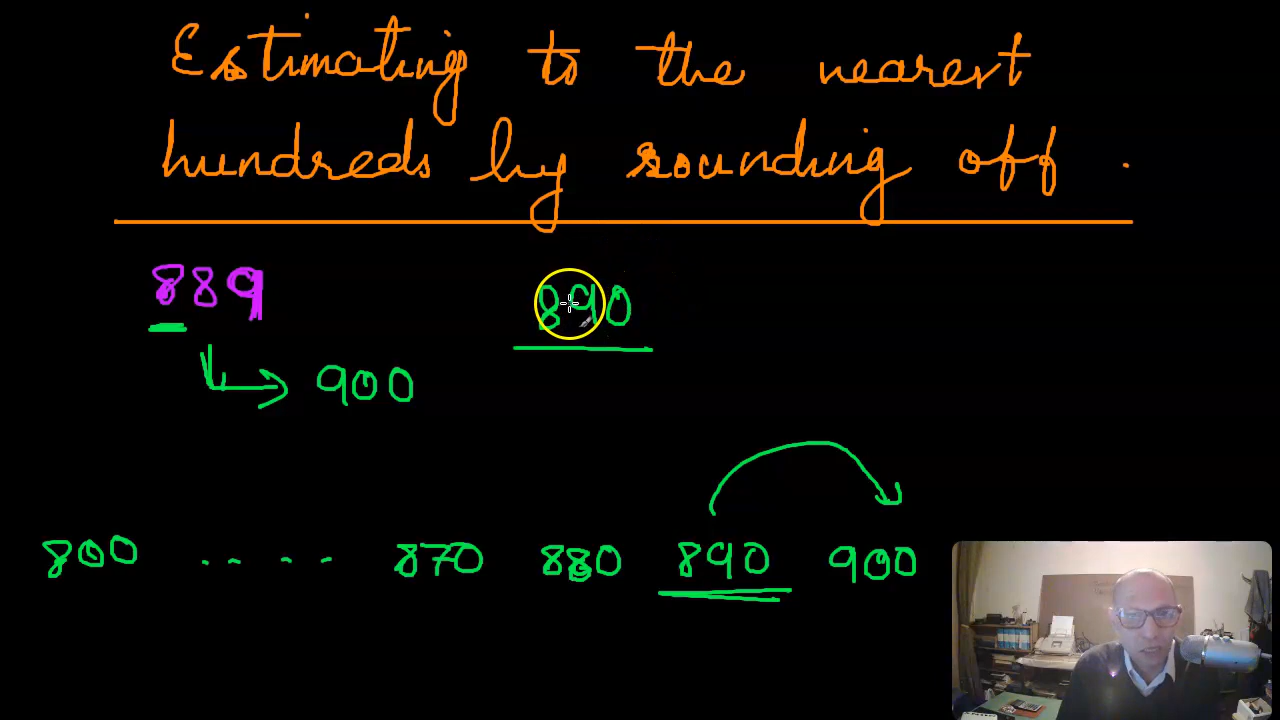 Estimating to the nearest
hundreds by rounding off.
889 890
900
800 .... 870 880 890 900